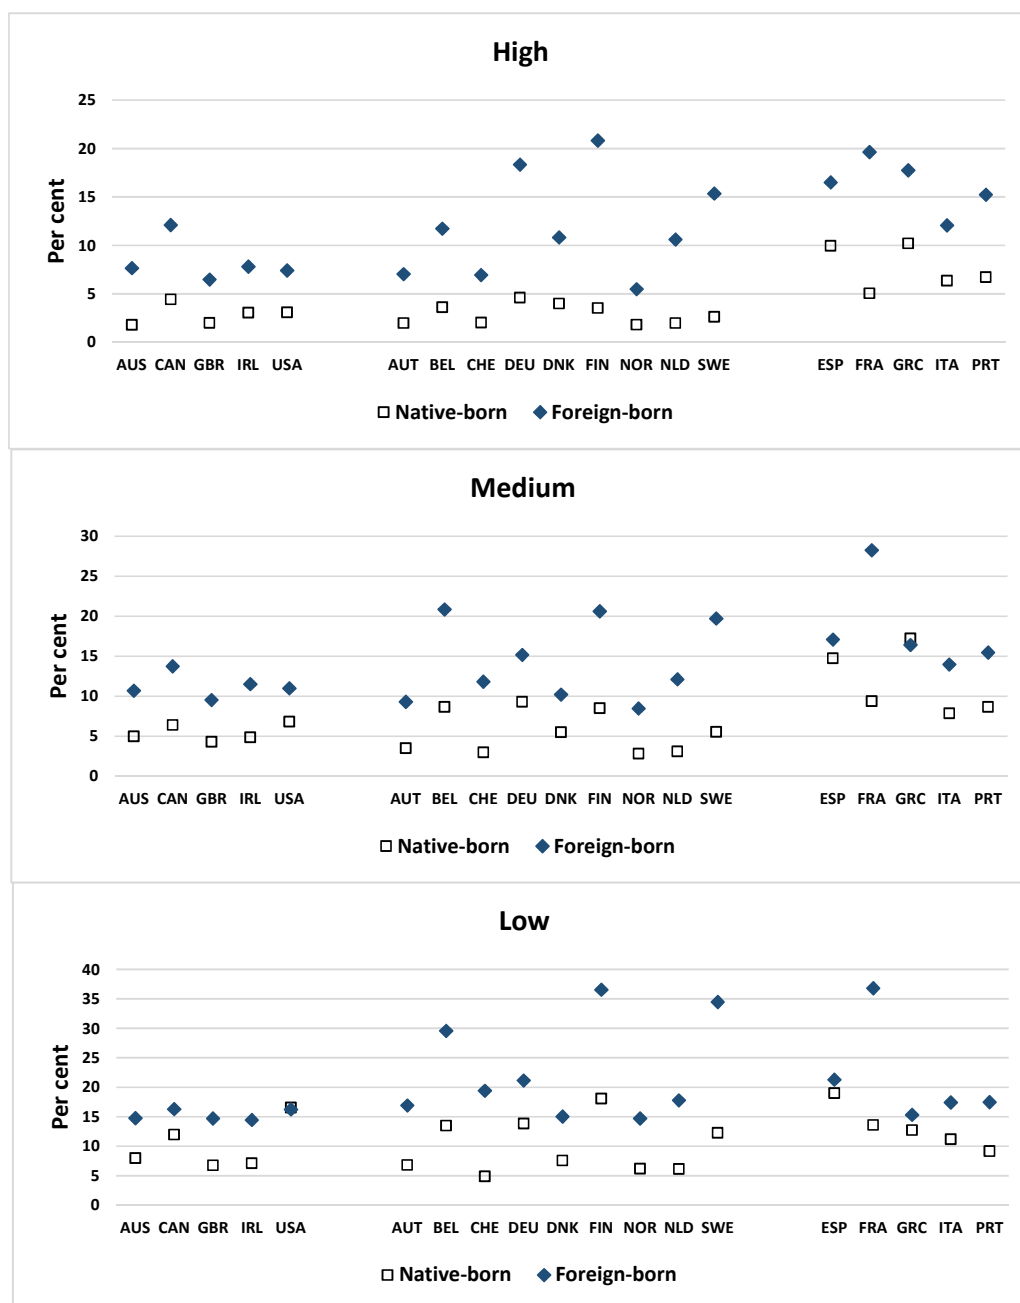 High
25
20
15
10
5
0
Per cent
AUS CAN GBR IRL USA AUT BEL CHE DEU DNK FIN NOR NLD SWE ESP FRA GRC ITA PRT
Native-born Foreign-born
Medium
30
25
20
15
10
5
0
Per cent
AUS CAN GBR IRL USA AUT BEL CHE DEU DNK FIN NOR NLD SWE ESP FRA GRC ITA PRT
Native-born Foreign-born
Low
40
35
30
25
20
15
10
5
0
Per cent
AUS CAN GBR IRL USA AUT BEL CHE DEU DNK FIN NOR NLD SWE ESP FRA GRC ITA PRT
Native-born Foreign-born